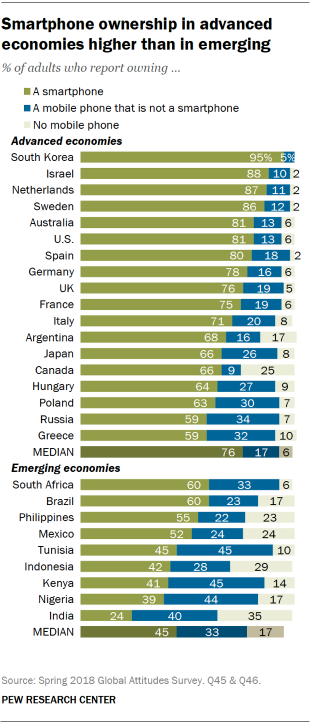 Smartphone ownership in advanced
economies higher than in emerging
% of adults who report owning ...
A smartphone
A mobile phone that is not a smartphone
No mobile phone
Advanced economies
South Korea 95% 5%
Israel 88 10 2
Netherlands 87 11 2
Sweden 86 12 2
Australia 81 13 6
U.S. 81 13 6
Spain 80 18 2
Germany 78 16 6
UK 76 19 5
France 75 19 6
Italy 71 20 8
Argentina 68 16 17
Japan 66 26 8
Canada 66 9 25
Hungary 64 27 9
Poland 63 30 7
Russia 59 34 7
Greece 59 32 10
MEDIAN 76 17 6
Emerging economies
South Africa 60 33 6
Brazil 60 23 17
Philippines 55 22 23
Mexico 52 24 24
Tunisia 45 45 10
Indonesia 42 28 29
Kenya 41 45 14
Nigeria 39 44 17
India 24 40 35
MEDIAN 45 33 17
Source: Spring 2018 Global Attitudes Survey. Q45 & Q46.
PEW RESEARCH CENTER